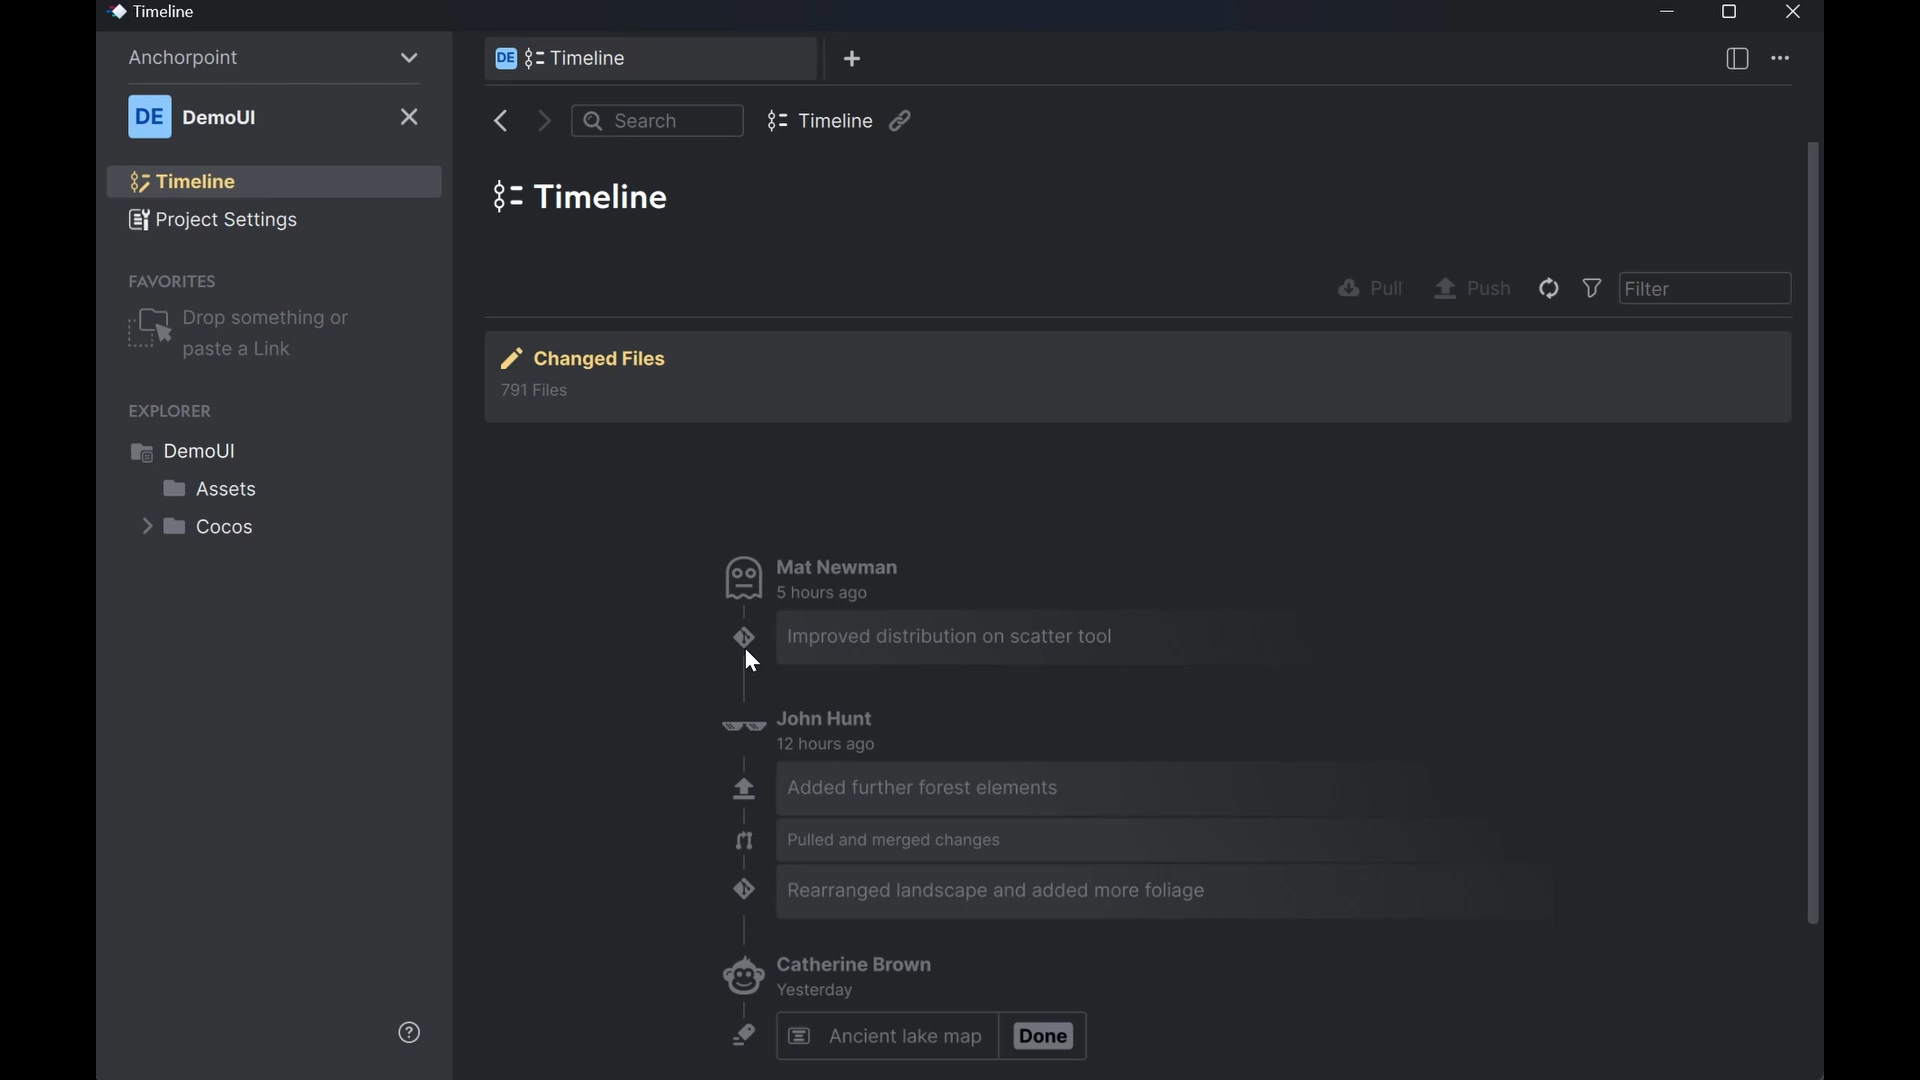 Timeline
Anchorpoint
DE DemoUI
Timeline
Project Settings
FAVORITES
Drop something or
paste a Link
EXPLORER
DemoUI
Assets
Cocos
DE Timeline
Search
Timeline
Timeline
Pull
Push
Filter
Changed Files
791 Files
Mat Newman
5 hours ago
Improved distribution on scatter tool
John Hunt
12 hours ago
Added further forest elements
Pulled and merged changes
Rearranged landscape and added more foliage
Catherine Brown
Yesterday
Ancient lake map
Done